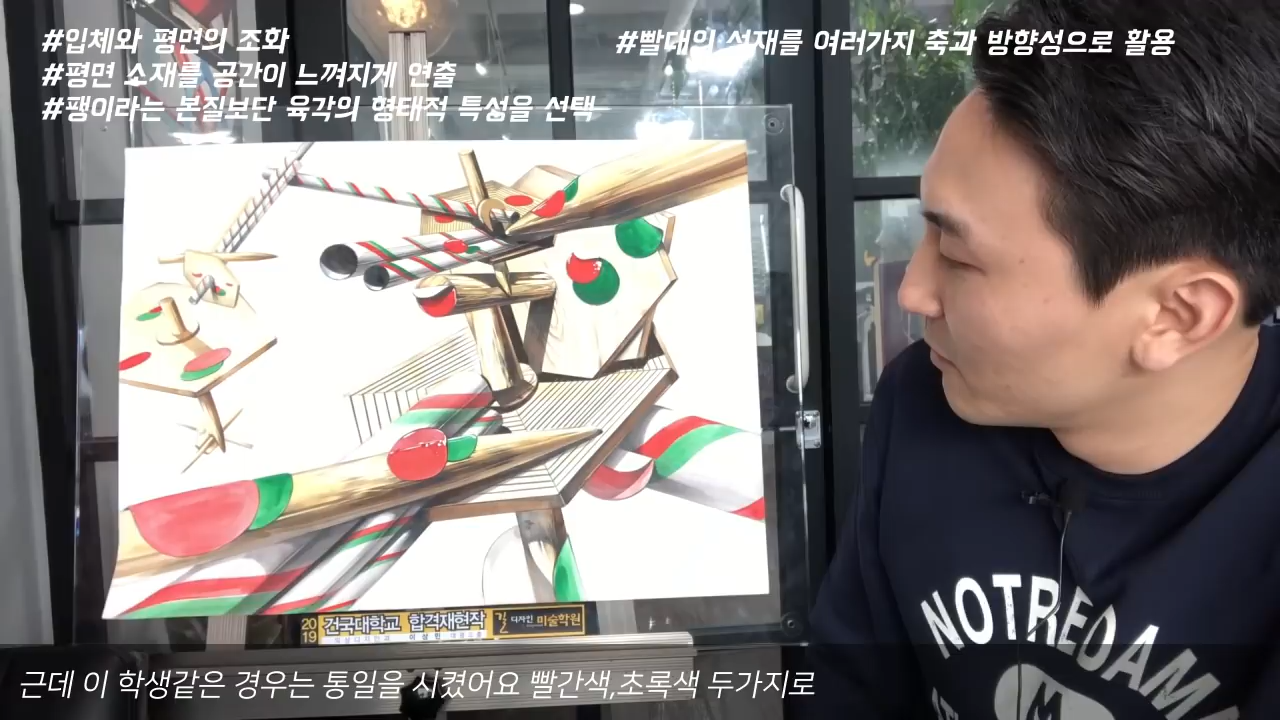 #입체와 평면의 조화
#평면 소재를 공간이 느껴지게 연출
#팽이라는 본질보단 육각의 형태적 특성을 선택
#빨대의 선재를 여러가지 축과 방향성으로 활용
2019 건국대학교 합격재현작 길 디자인 미술학원
NOTREDAM
M
근데 이 학생같은 경우는 통일을 시켰어요 빨간색,초록색 두가지로